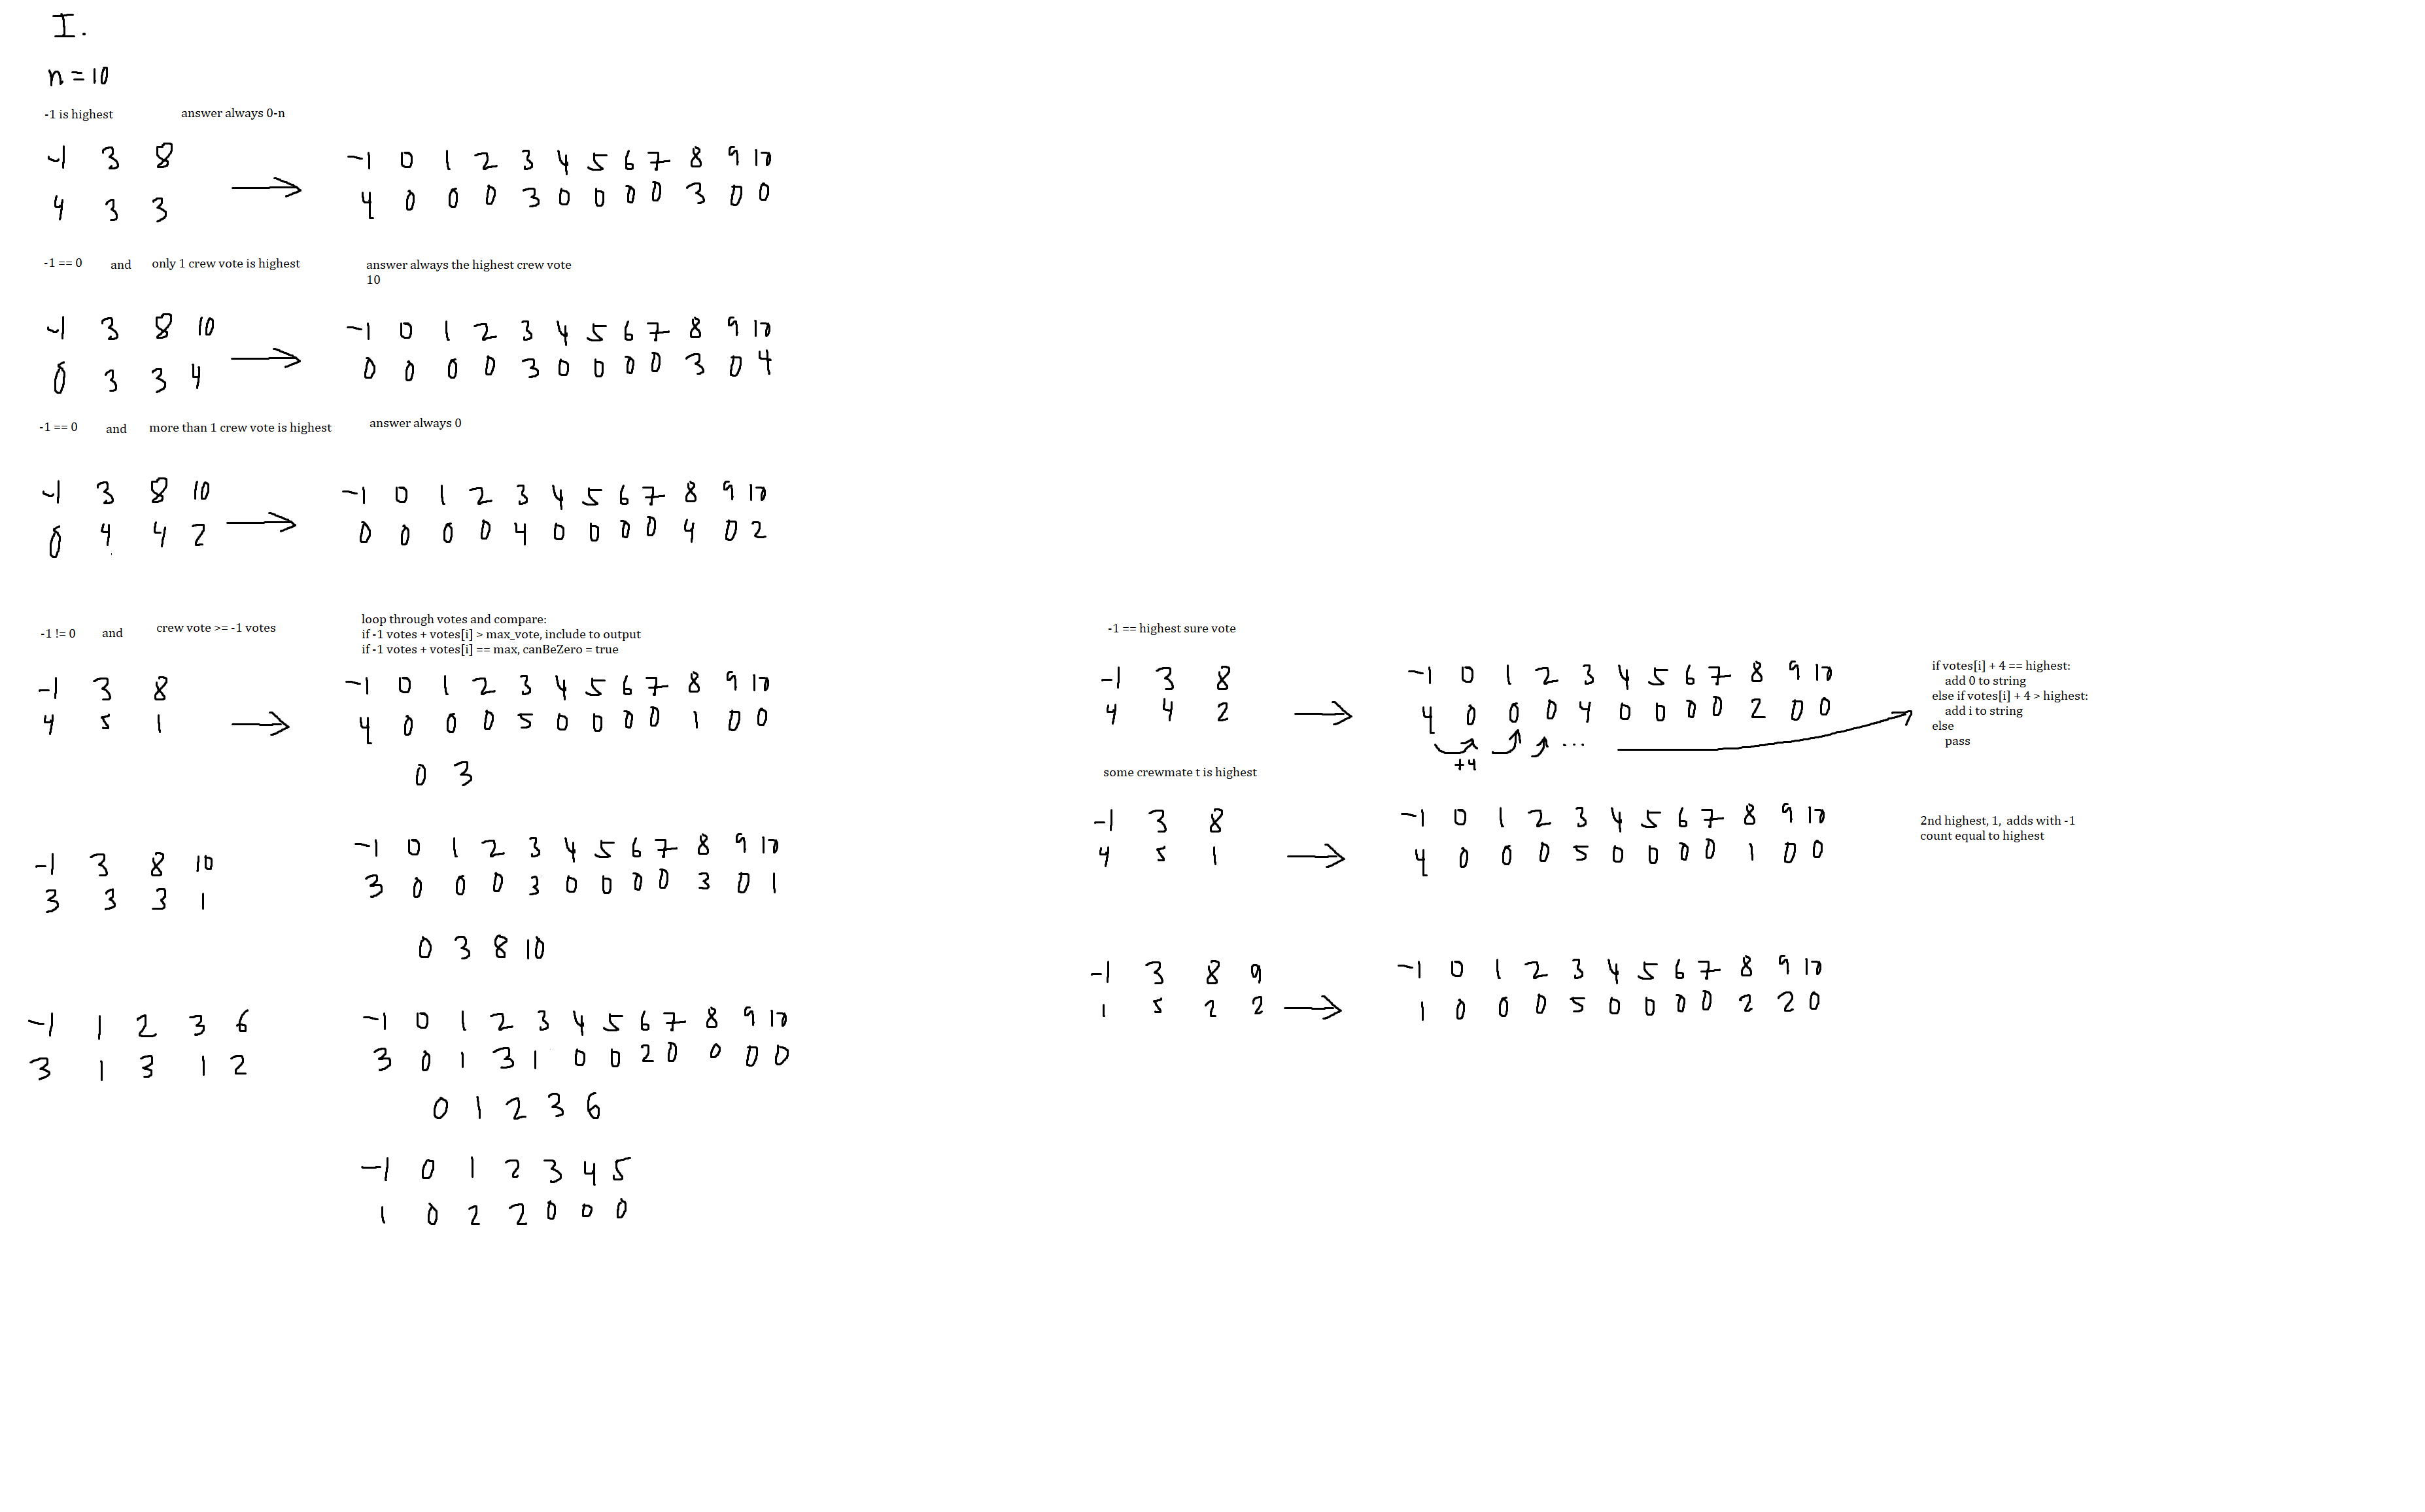 I.
n = 10
-1 is highest answer always 0-n
-1 3 8 -1 0 1 2 3 4 5 6 7 8 9 10
4 3 3 4 0 0 0 3 0 0 0 0 3 0 0
-1 == 0 and only 1 crew vote is highest answer always the highest crew vote
10
-1 3 8 10 -1 0 1 2 3 4 5 6 7 8 9 10
0 3 3 4 0 0 0 0 3 0 0 0 0 3 0 4
-1 == 0 and more than 1 crew vote is highest answer always 0
-1 3 8 10 -1 0 1 2 3 4 5 6 7 8 9 10
0 4 4 2 0 0 0 0 4 0 0 0 0 4 0 2
-1 != 0 and crew vote >= -1 votes
loop through votes and compare:
if -1 votes + votes[i] > max_vote, include to output
if -1 votes + votes[i] == max, canBeZero = true
-1 3 8 -1 0 1 2 3 4 5 6 7 8 9 10
4 5 1 4 0 0 0 5 0 0 0 0 1 0 0
0 3
-1 3 8 10 -1 0 1 2 3 4 5 6 7 8 9 10
3 3 3 1 3 0 0 0 3 0 0 0 0 3 0 1
0 3 8 10
-1 1 2 3 6 -1 0 1 2 3 4 5 6 7 8 9 10
3 1 3 1 2 3 0 1 3 1 0 0 2 0 0 0 0
0 1 2 3 6
-1 0 1 2 3 4 5
1 0 2 2 0 0 0
-1 == highest sure vote
-1 3 8 -1 0 1 2 3 4 5 6 7 8 9 10
4 4 2 4 0 0 0 4 0 0 0 0 2 0 0
+4 ...
if votes[i] + 4 == highest:
add 0 to string
else if votes[i] + 4 > highest:
add i to string
else
pass
some crewmate t is highest
-1 3 8 -1 0 1 2 3 4 5 6 7 8 9 10
4 5 1 4 0 0 0 5 0 0 0 0 1 0 0
2nd highest, 1, adds with -1
count equal to highest
-1 3 8 9 -1 0 1 2 3 4 5 6 7 8 9 10
1 5 2 2 1 0 0 0 5 0 0 0 0 2 2 0